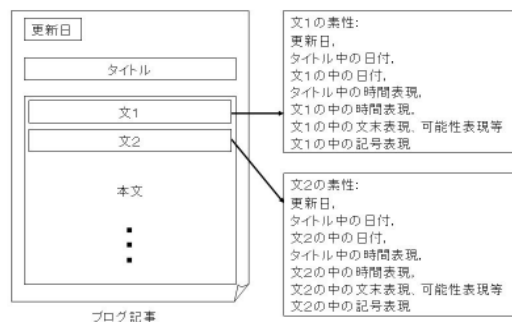 更新日
タイトル
文1
文2
本文
ブログ記事
文1の素性:
更新日,
タイトル中の日付,
文1の中の日付,
タイトル中の時間表現,
文1の中の時間表現,
文1の中の文末表現、可能性表現等
文1の中の記号表現
文2の素性:
更新日,
タイトル中の日付,
文2の中の日付,
タイトル中の時間表現,
文2の中の時間表現,
文2の中の文末表現、可能性表現等
文2の中の記号表現